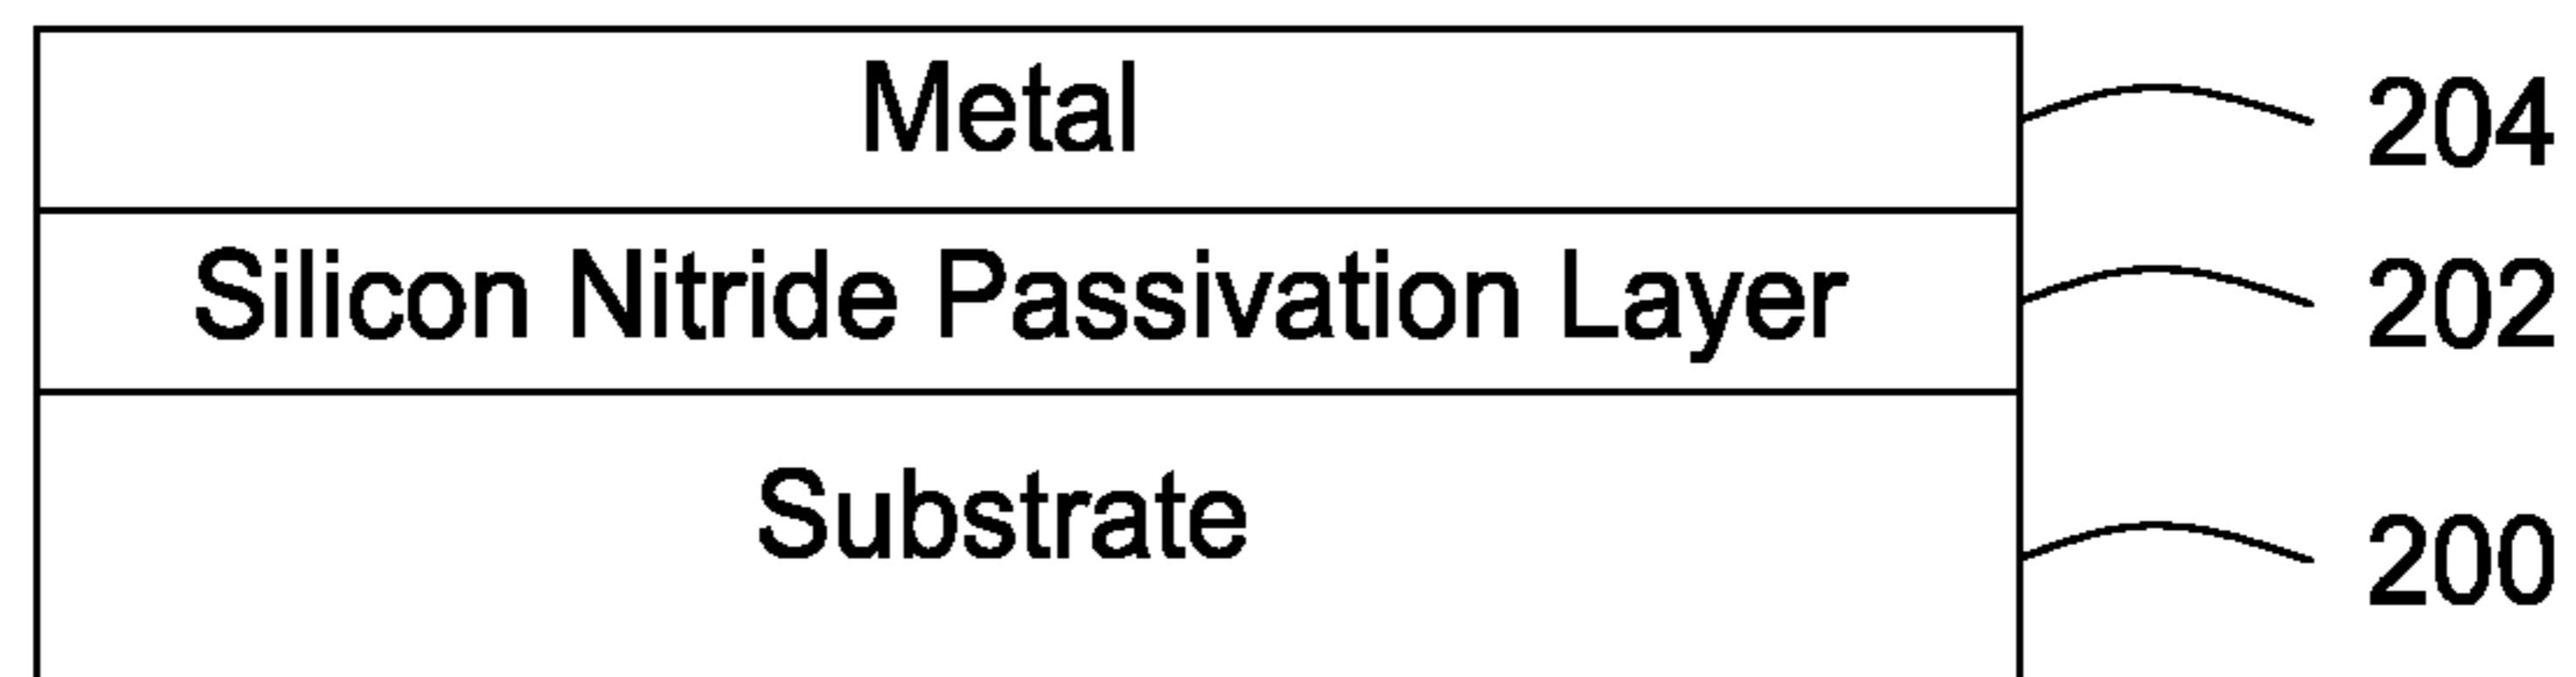 Metal
204
Silicon Nitride Passivation Layer
202
Substrate
200